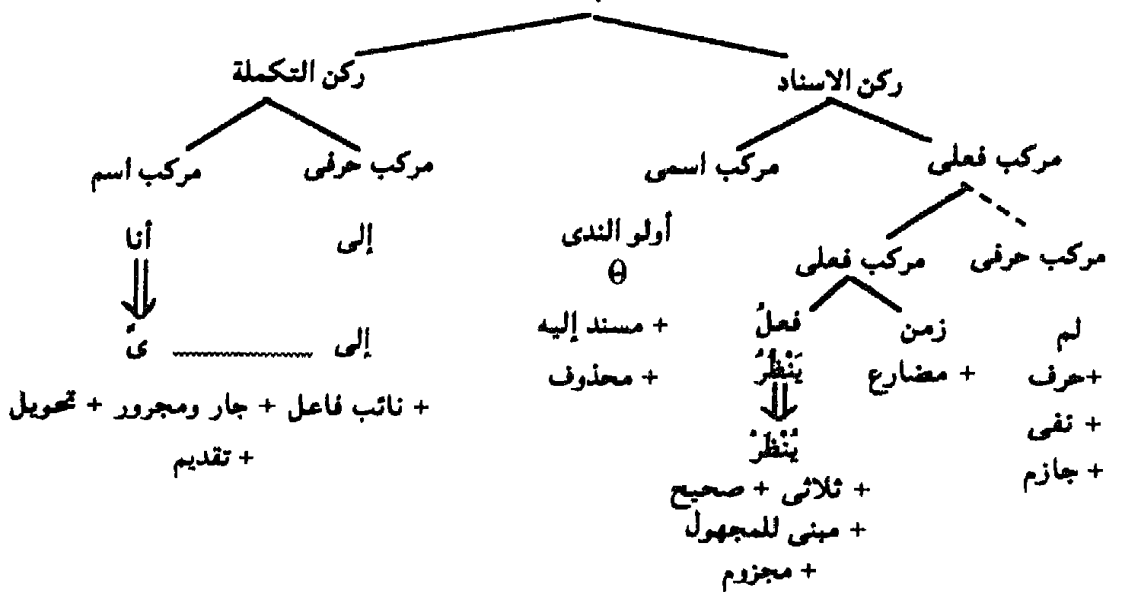 ركن الاسناد ركن التكملة
مركب فعلى مركب اسمى مركب حرفى مركب اسم
أولو الندى إلى أنا
مركب حرفى مركب فعلى θ
لم زمن فعلُ + مسند إليه إلى ىَ
+حرف + مضارع يَنْظُرُ + محذوف
+ نائب فاعل + جار ومجرور + تحويل
+ نفى
+ تقديم
يُنْظَرْ
+ جازم
+ ثلاثى + صحيح
+ مبنى للمجهول
+ مجزوم